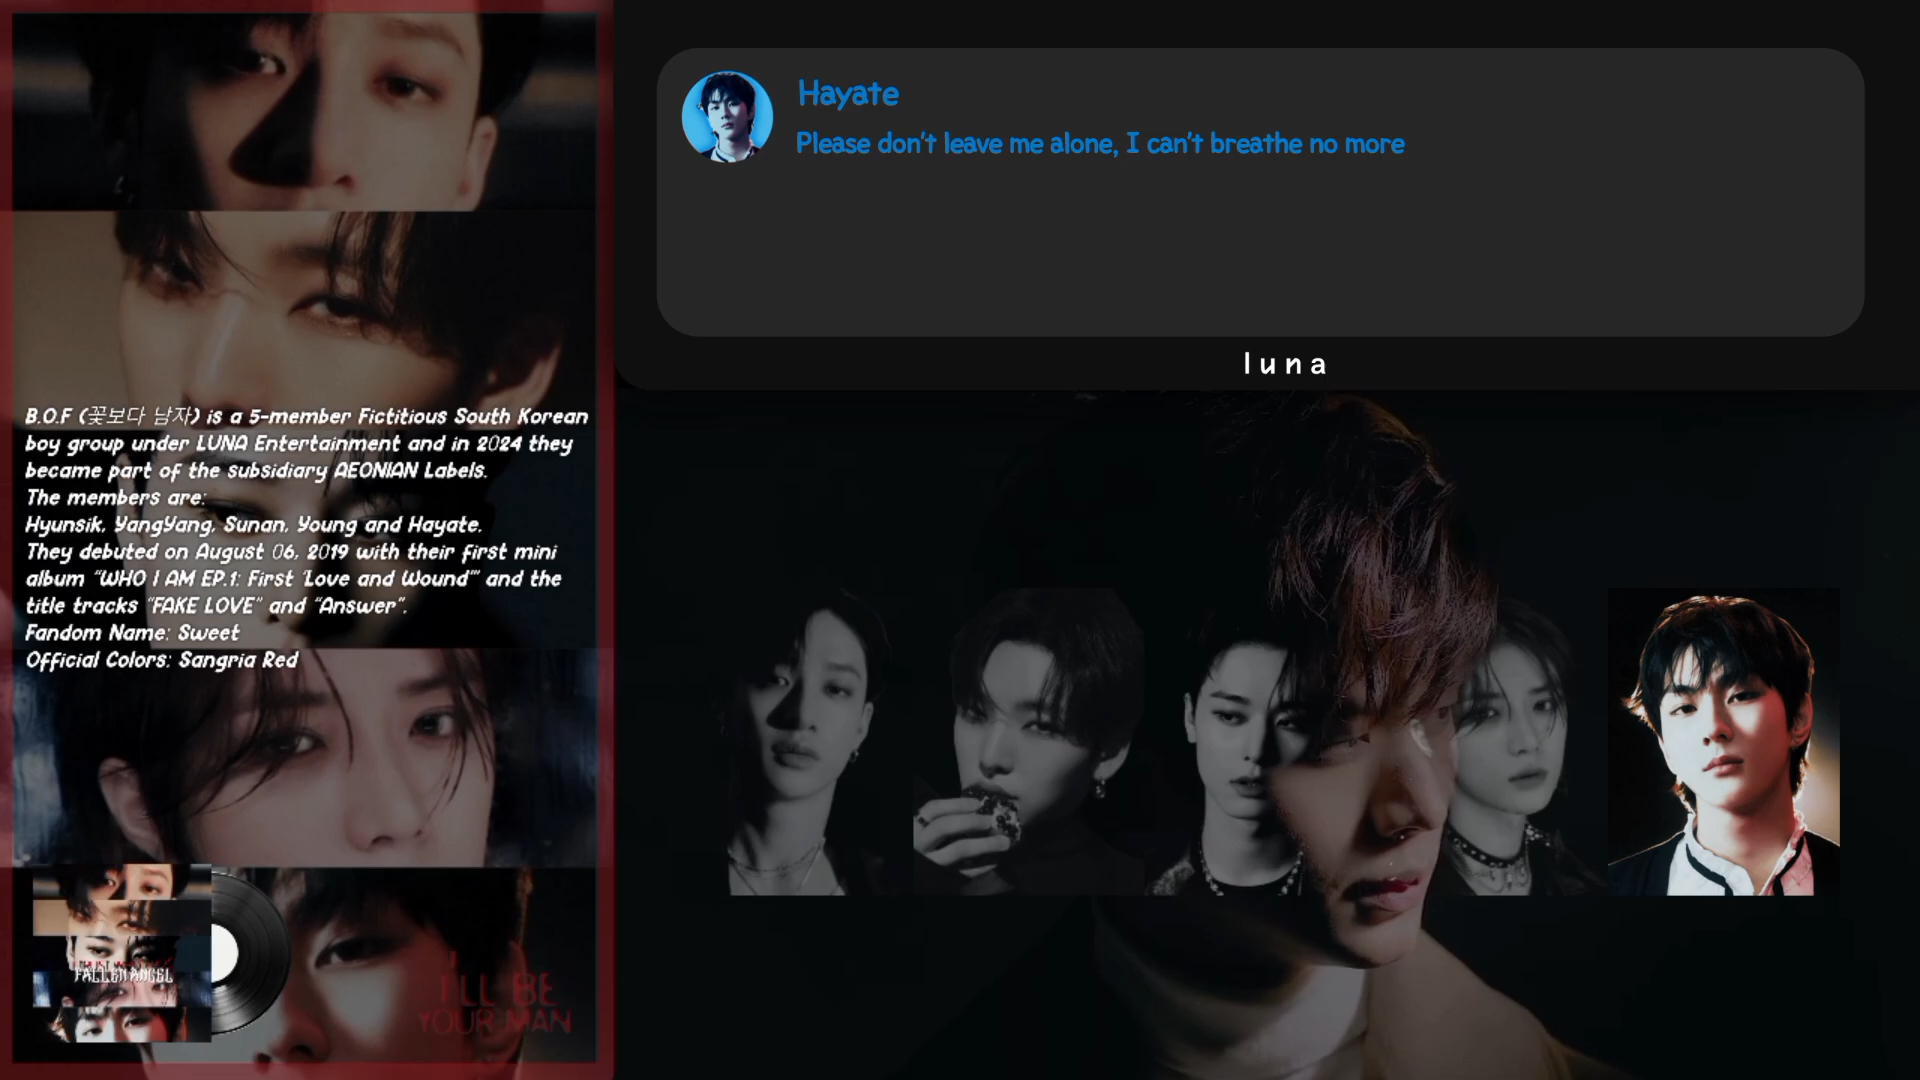 Hayate
Please don't leave me alone, I can't breathe no more
luna
B.O.F (꽃보다 남자) is a 5-member Fictitious South Korean
boy group under LUNA Entertainment and in 2024 they
became part of the subsidiary AEONIAN Labels.
The members are:
Hyunsik, YangYang, Sunan, Young and Hayate.
They debuted on August 06, 2019 with their first mini
album "WHO I AM EP.1: First 'Love and Wound'" and the
title tracks "FAKE LOVE" and "Answer".
Fandom Name: Sweet
Official Colors: Sangria Red
FALLEN ANGEL
I'LL BE
YOUR MAN